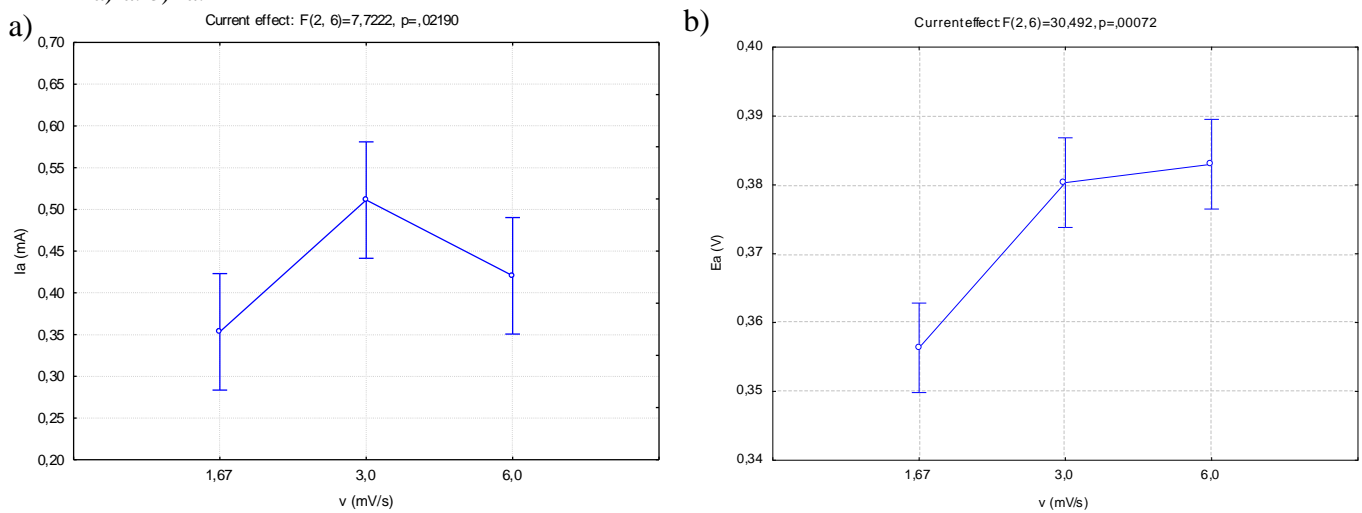 a)
Current effect: F(2, 6)=7,7222, p=,02190
0,70
0,65
0,60
0,55
0,50
0,45
0,40
0,35
0,30
0,25
0,20
Ia (mA)
1,67 3,0 6,0
v (mV/s)
b)
Current effect: F(2, 6)=30,492, p=,00072
0,40
0,39
0,38
0,37
0,36
0,35
0,34
Ea (V)
1,67 3,0 6,0
v (mV/s)